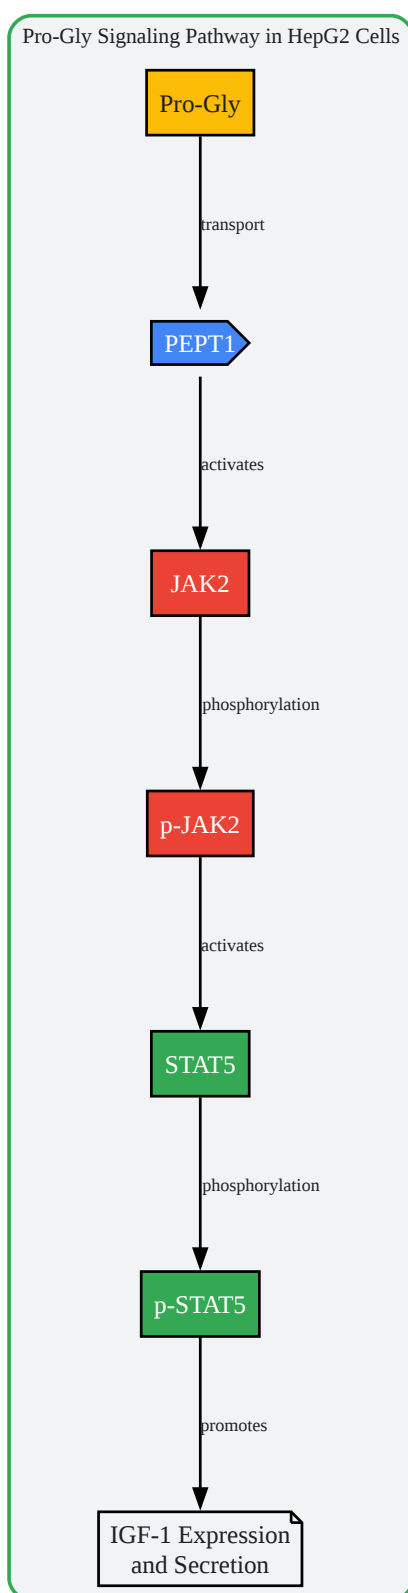 Pro-Gly Signaling Pathway in HepG2 Cells
Pro-Gly
transport
PEPT1
activates
JAK2
phosphorylation
p-JAK2
activates
STAT5
phosphorylation
p-STAT5
promotes
IGF-1 Expression
and Secretion